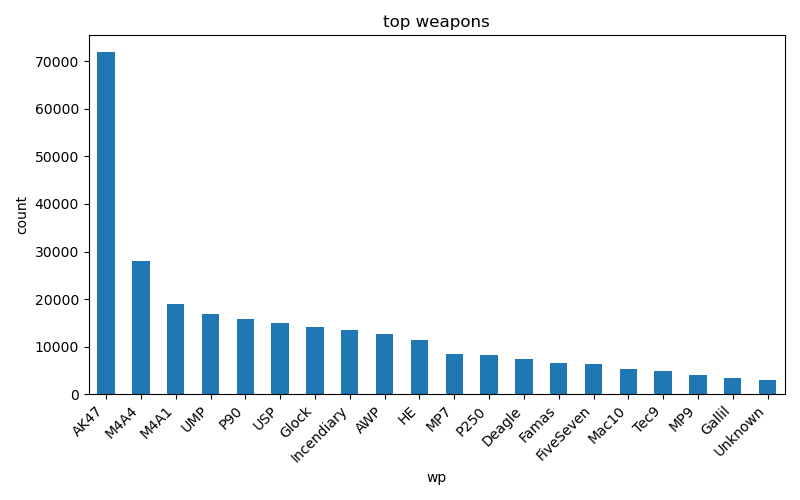 top weapons
count
70000
60000
50000
40000
30000
20000
10000
0
AK47
M4A4
M4A1
UMP
P90
USP
Glock
Incendiary
AWP
HE
MP7
P250
Deagle
Famas
FiveSeven
Mac10
Tec9
MP9
Gallil
Unknown
wp